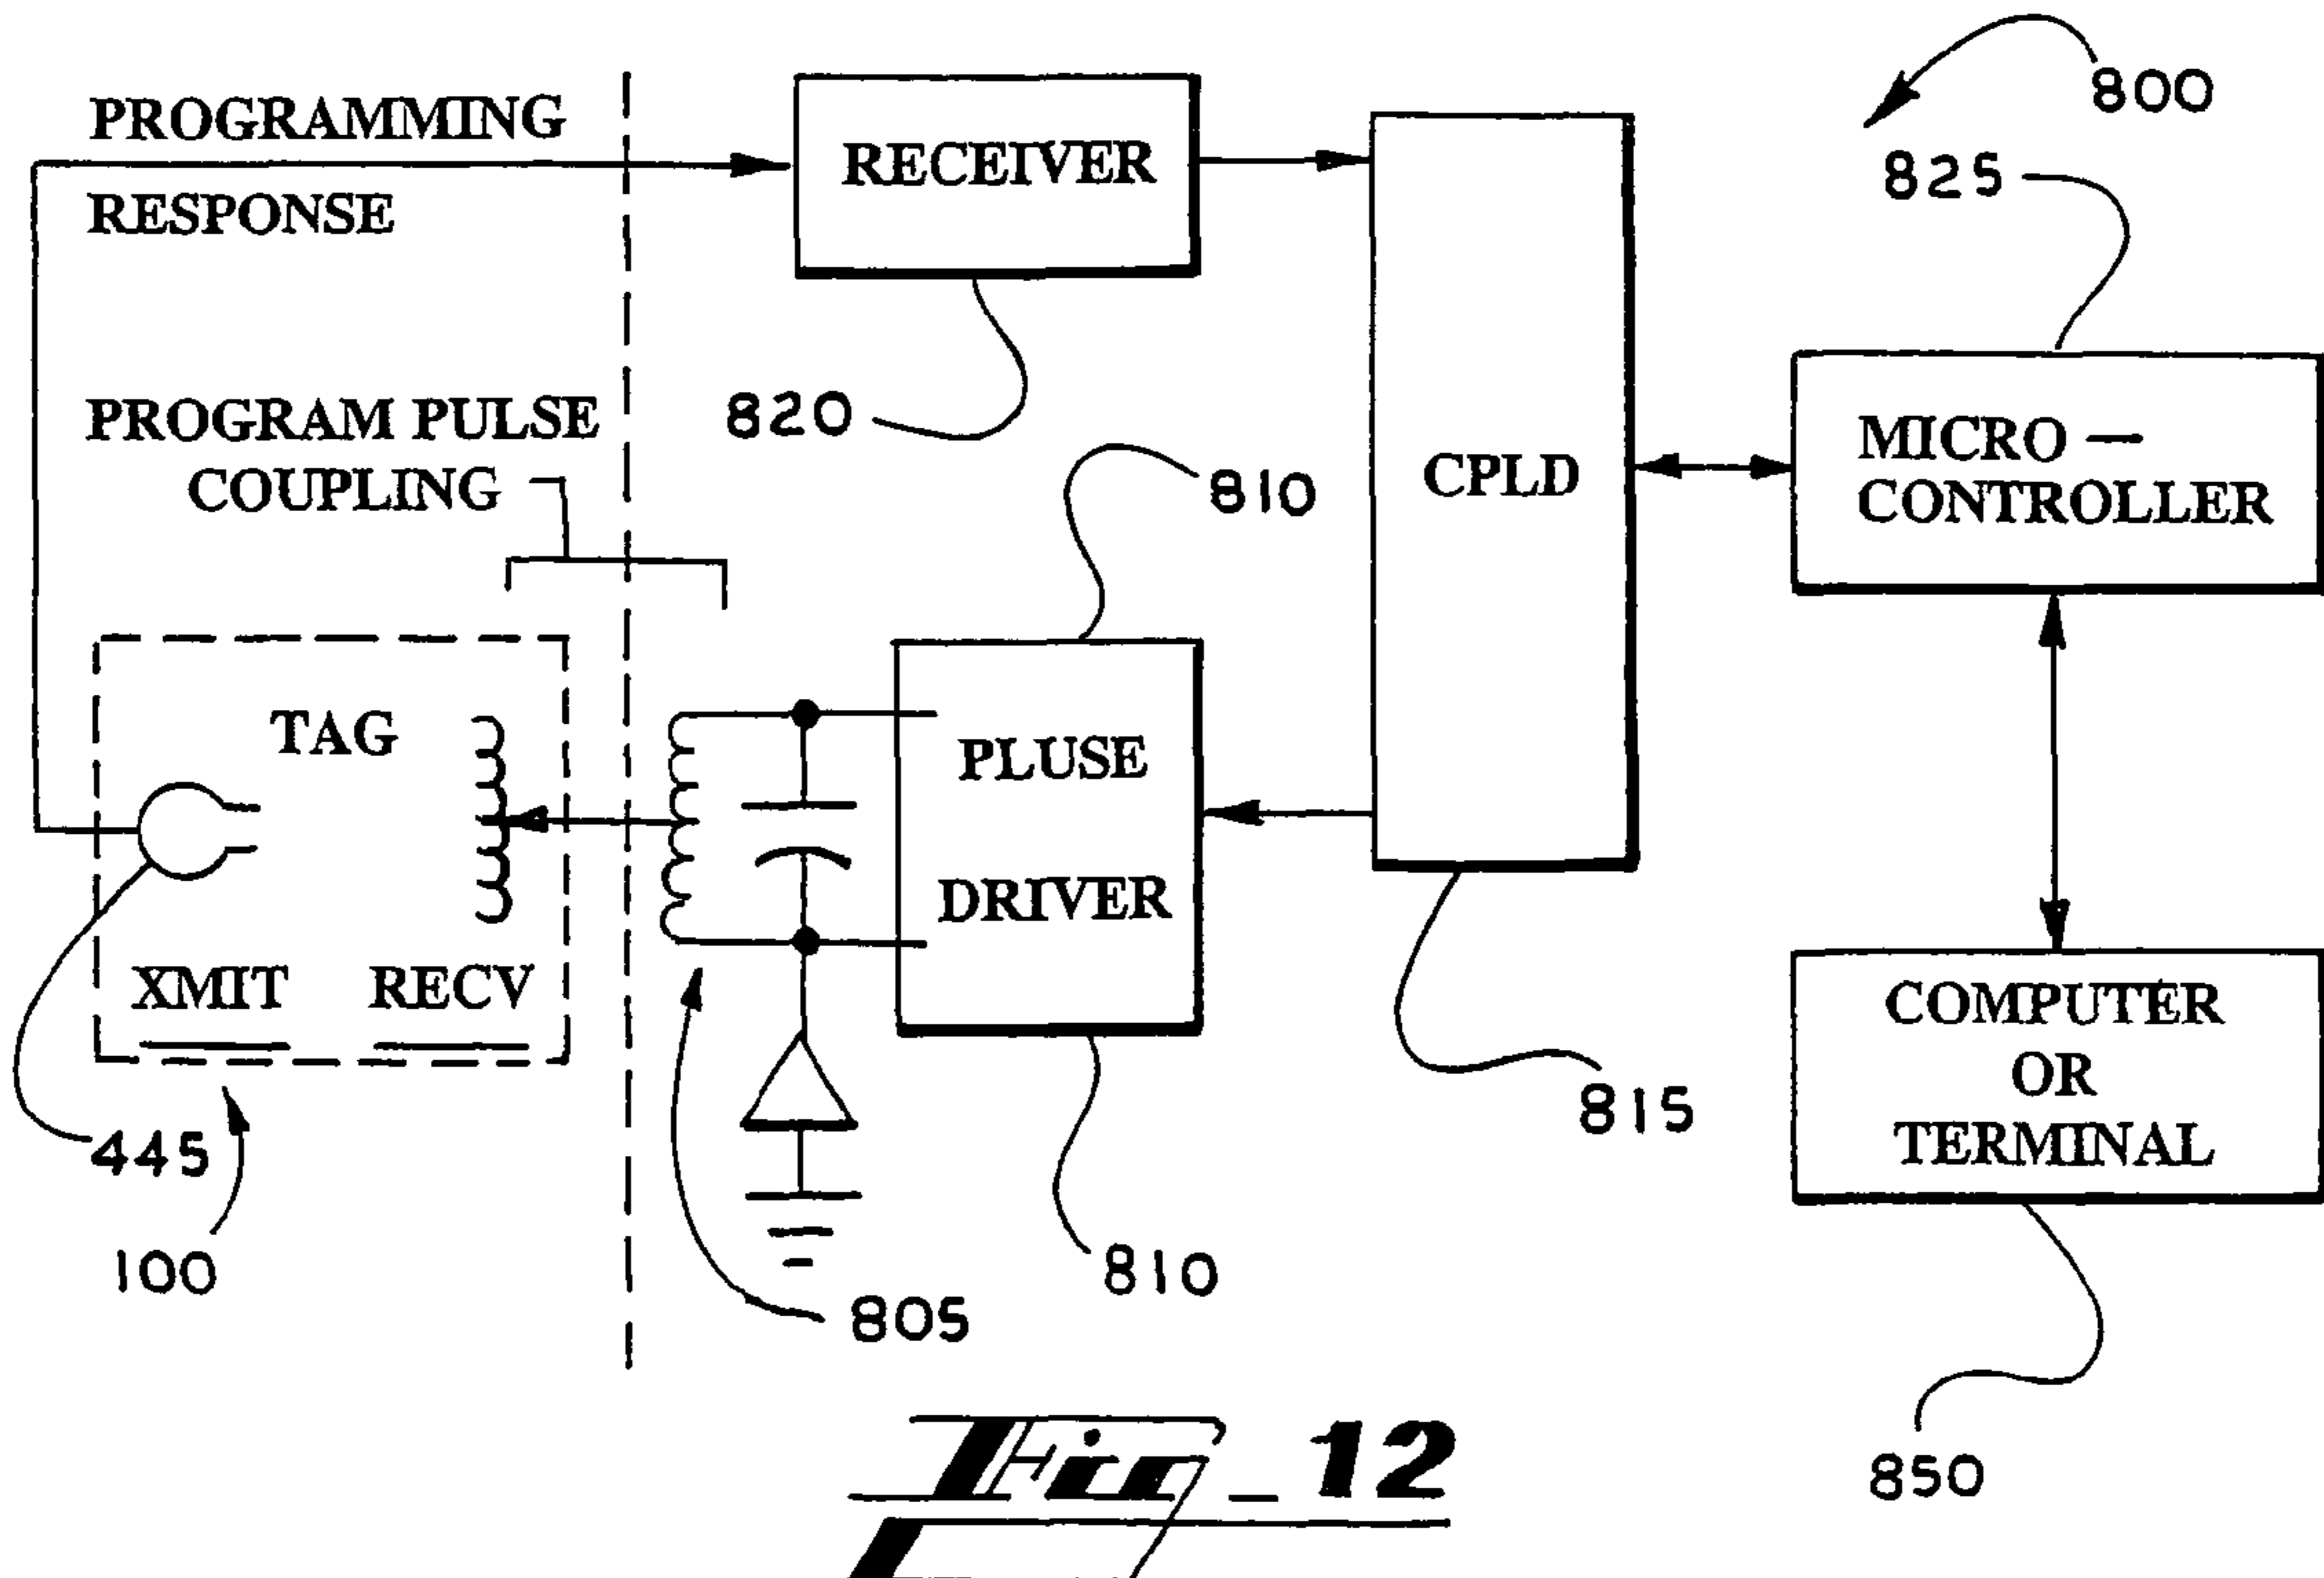 PROGRAMMING
RESPONSE
RECEIVER
820
800
825
PROGRAM PULSE
COUPLING
810
CPLD
MICRO —
CONTROLLER
TAG
XMIT RECV
PLUSE
DRIVER
COMPUTER
OR
TERMINAL
445
100
805
810
815
850
Fig_12